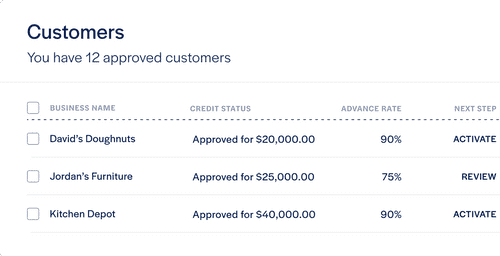 Customers
You have 12 approved customers
BUSINESS NAME CREDIT STATUS ADVANCE RATE NEXT STEP
David's Doughnuts Approved for $20,000.00 90% ACTIVATE
Jordan's Furniture Approved for $25,000.00 75% REVIEW
Kitchen Depot Approved for $40,000.00 90% ACTIVATE